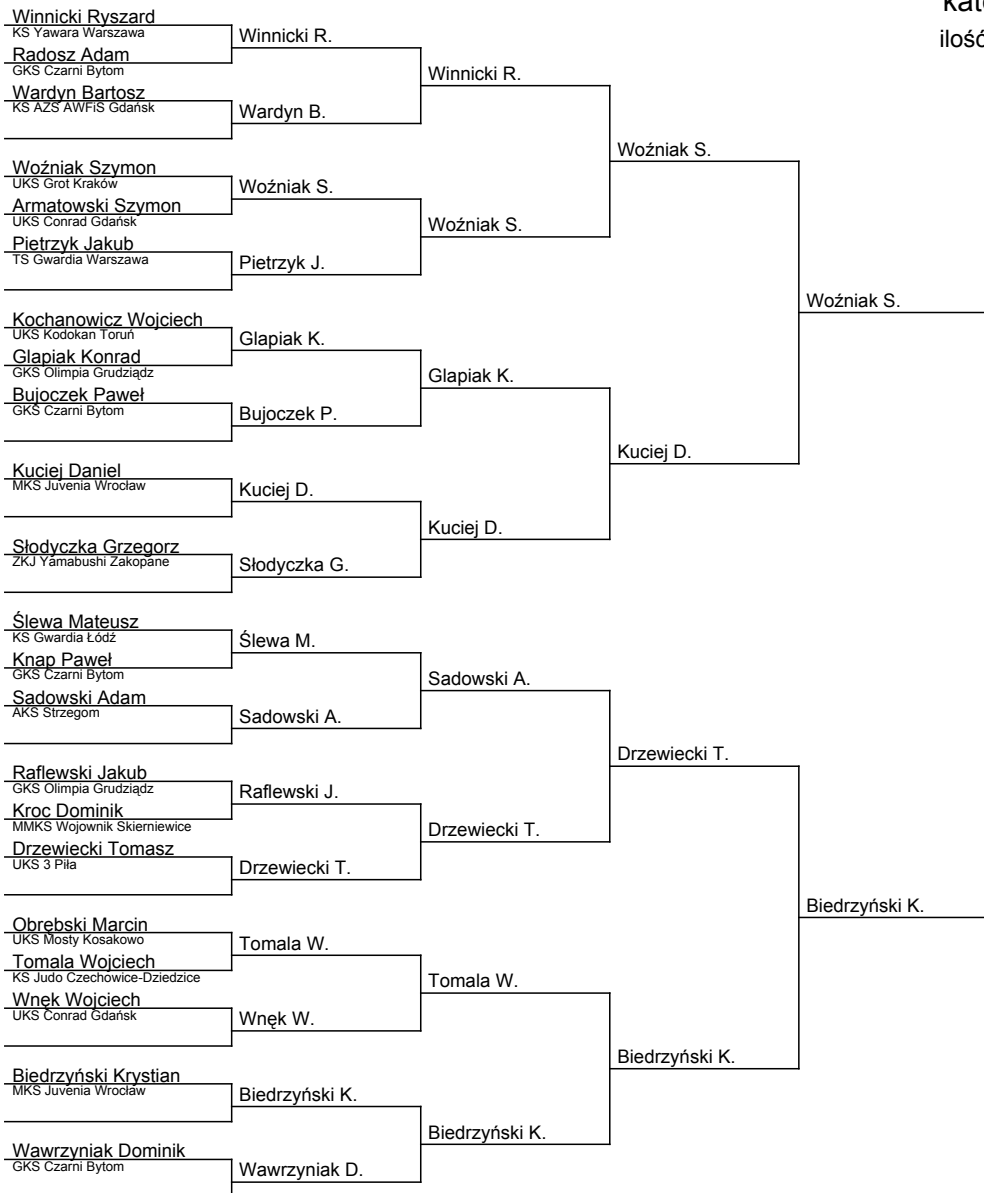 kat
ilość
Winnicki Ryszard
KS Yawara Warszawa
Radosz Adam
GKS Czarni Bytom
Wardyn Bartosz
KS AZS AWFiS Gdańsk
Woźniak Szymon
UKS Grot Kraków
Armatowski Szymon
UKS Conrad Gdańsk
Pietrzyk Jakub
TS Gwardia Warszawa
Kochanowicz Wojciech
UKS Kodokan Toruń
Glapiak Konrad
GKS Olimpia Grudziądz
Bujoczek Paweł
GKS Czarni Bytom
Kuciej Daniel
MKS Juvenia Wrocław
Słodyczka Grzegorz
ZKJ Yamabushi Zakopane
Ślewa Mateusz
KS Gwardia Łódź
Knap Paweł
GKS Czarni Bytom
Sadowski Adam
AKS Strzegom
Raflewski Jakub
GKS Olimpia Grudziądz
Kroc Dominik
MMKS Wojownik Skierniewice
Drzewiecki Tomasz
UKS 3 Piła
Obrębski Marcin
UKS Mosty Kosakowo
Tomala Wojciech
KS Judo Czechowice-Dziedzice
Wnęk Wojciech
UKS Conrad Gdańsk
Biedrzyński Krystian
MKS Juvenia Wrocław
Wawrzyniak Dominik
GKS Czarni Bytom
Winnicki R.
Wardyn B.
Woźniak S.
Pietrzyk J.
Glapiak K.
Bujoczek P.
Kuciej D.
Słodyczka G.
Ślewa M.
Sadowski A.
Raflewski J.
Drzewiecki T.
Tomala W.
Wnęk W.
Biedrzyński K.
Wawrzyniak D.
Winnicki R.
Woźniak S.
Glapiak K.
Kuciej D.
Sadowski A.
Drzewiecki T.
Tomala W.
Biedrzyński K.
Woźniak S.
Kuciej D.
Drzewiecki T.
Biedrzyński K.
Woźniak S.
Biedrzyński K.